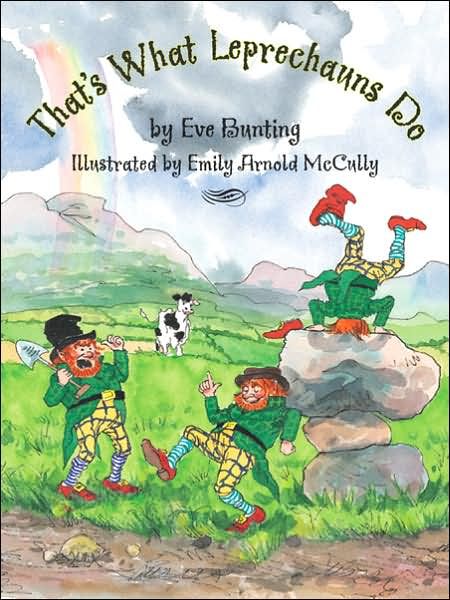 That's What Leprechauns Do
by Eve Bunting
Illustrated by Emily Arnold McCully